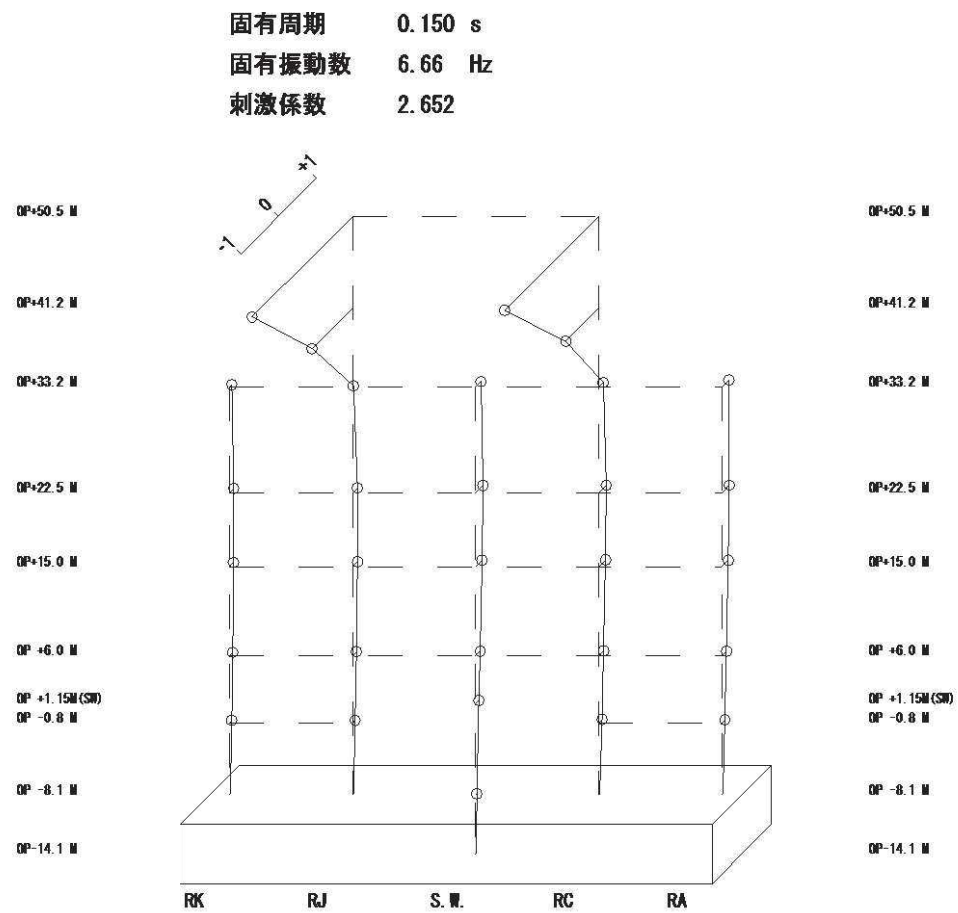 固有周期 0.150 s
固有振動数 6.66 Hz
刺激係数 2.652
+1
0
-1
OP+50.5 M OP+50.5 M
OP+41.2 M OP+41.2 M
OP+33.2 M OP+33.2 M
OP+22.5 M OP+22.5 M
OP+15.0 M OP+15.0 M
OP +6.0 M OP +6.0 M
OP +1.15M(SW) OP +1.15M(SW)
OP -0.8 M OP -0.8 M
OP -8.1 M OP -8.1 M
OP-14.1 M OP-14.1 M
RK RJ S.W. RC RA